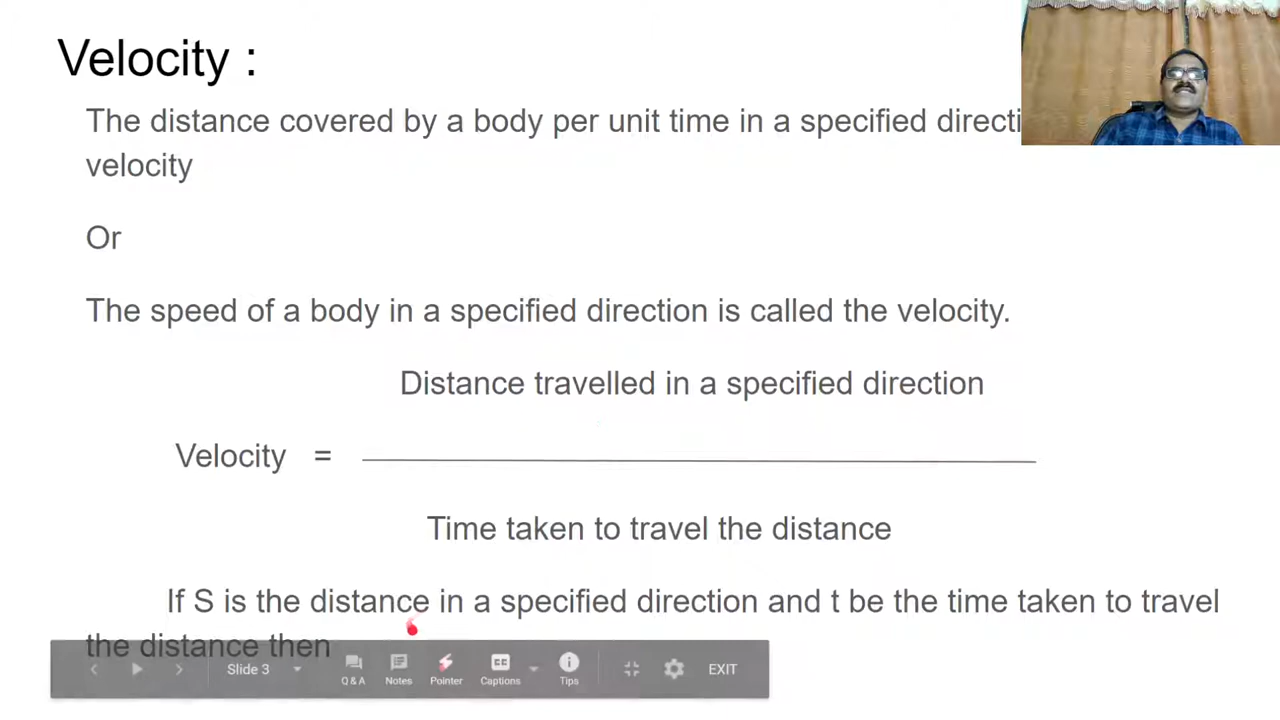 Velocity :
The distance covered by a body per unit time in a specified
velocity
Or
The speed of a body in a specified direction is called the velocity.
Distance travelled in a specified direction
Velocity =
Time taken to travel the distance
If S is the distance in a specified direction and t be the time taken to travel
the distance then
Slide 3
Q & A
Notes
Pointer
CC
Captions
Tips
EXIT